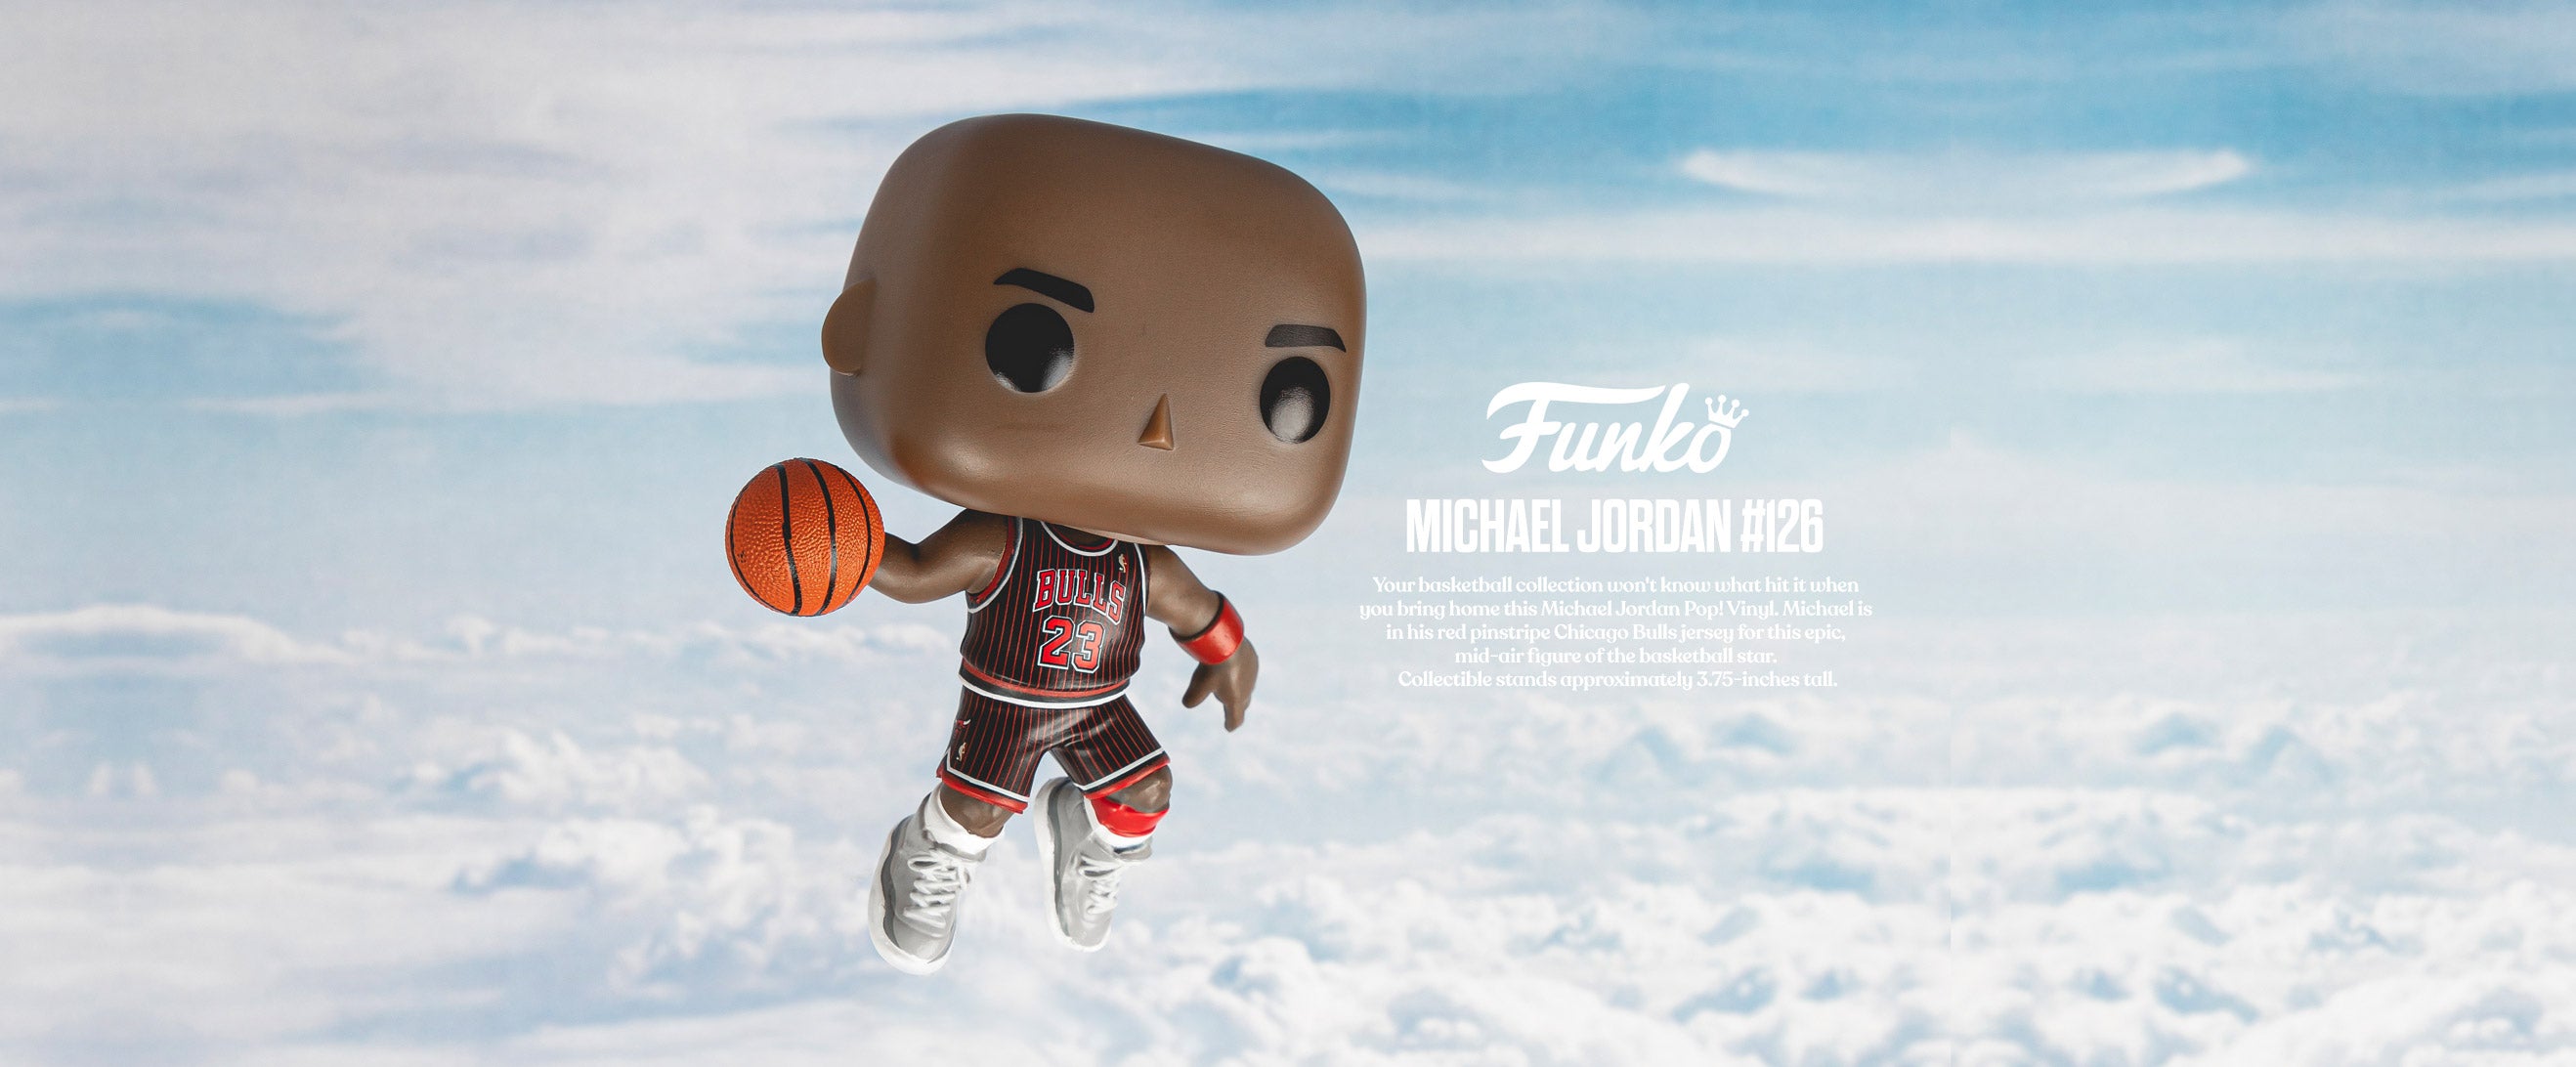 BULLS
23
Funko
MICHAEL JORDAN #126
Your basketball collection won't know what hit it when
you bring home this Michael Jordan Pop! Vinyl. Michael is
in his red pinstripe Chicago Bulls jersey for this epic,
mid-air figure of the basketball star.
Collectible stands approximately 3.75-inches tall.